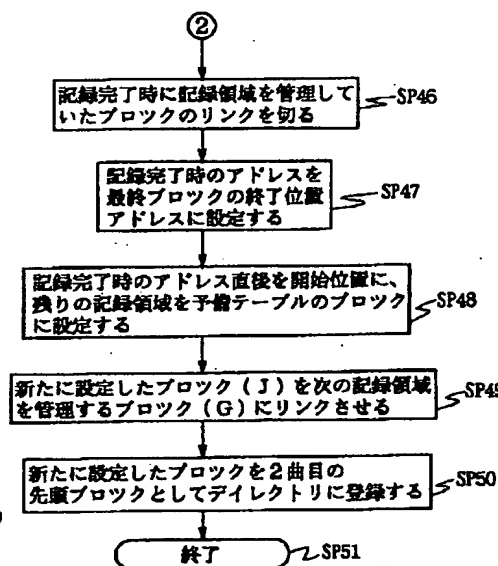 ②
記録完了時に記録領域を管理して
いたブロックのリンクを切る
SP46
記録完了時のアドレスを
最終ブロックの終了位置
アドレスに設定する
SP47
記録完了時のアドレス直後を開始位置に、
残りの記録領域を予備テーブルのブロック
に設定する
SP48
新たに設定したブロック（J）を次の記録領域
を管理するブロック（G）にリンクさせる
SP49
新たに設定したブロックを2曲目の
先頭ブロックとしてデイレクトリに登録する
SP50
終了
SP51